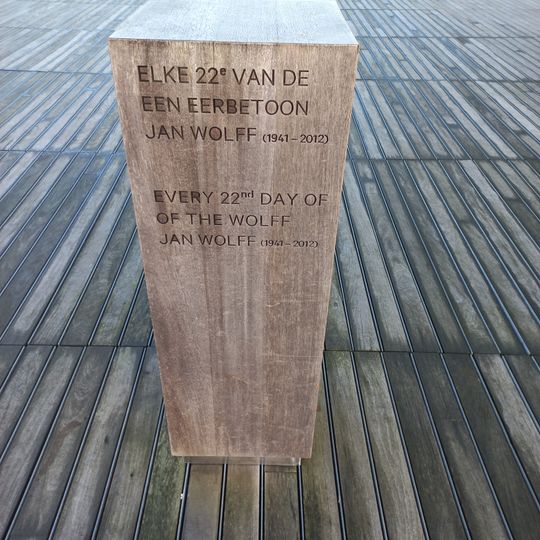 ELKE 22e VAN DE
EEN EERBETOON
JAN WOLFF (1941 – 2012)
EVERY 22nd DAY OF
OF THE WOLFF
JAN WOLFF (1941 – 2012)